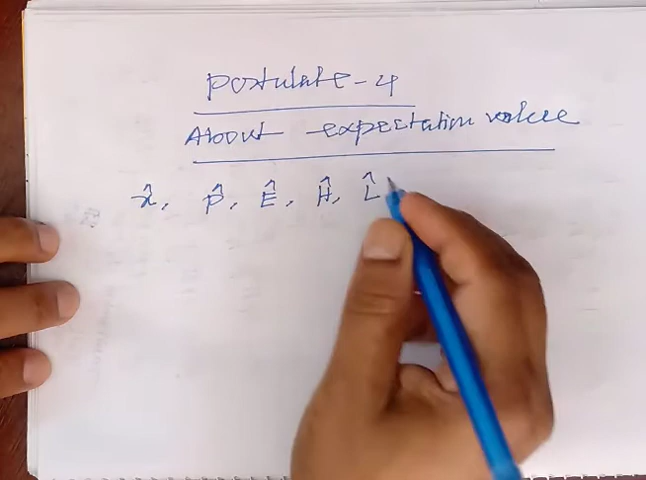 Postulate-4
About expectation value
x̂, p̂, Ê, Ĥ, L̂